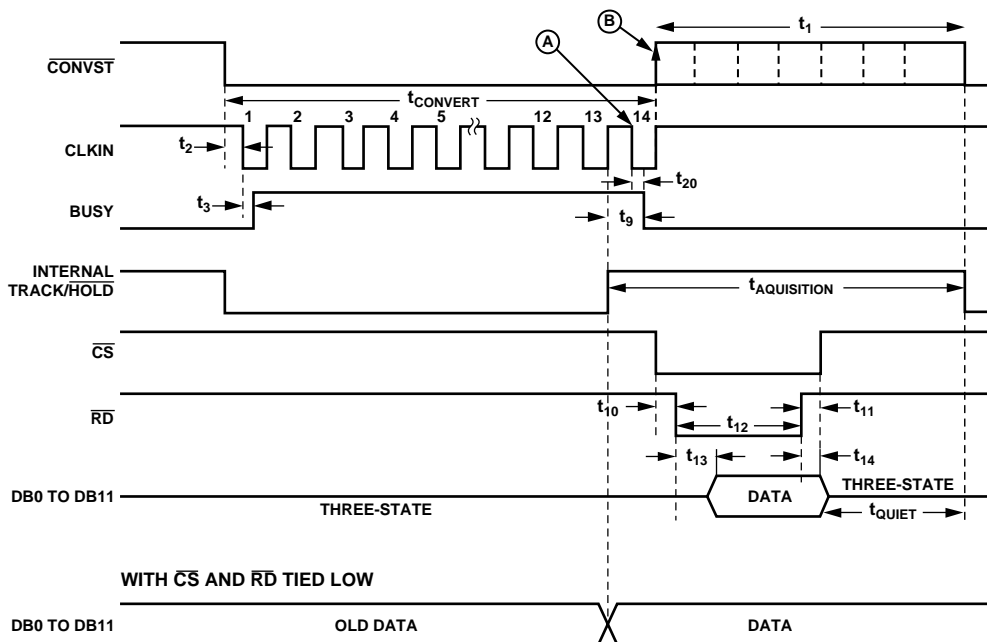 B
t1
A
CONVST
tCONVERT
1 2 3 4 5 12 13 14
CLKIN
t2
t20
t3
BUSY
t9
INTERNAL
TRACK/HOLD
tAQUISITION
CS
RD
t10
t12
t11
t13
t14
DB0 TO DB11
THREE-STATE
DATA
THREE-STATE
tQUIET
WITH CS AND RD TIED LOW
DB0 TO DB11
OLD DATA
DATA